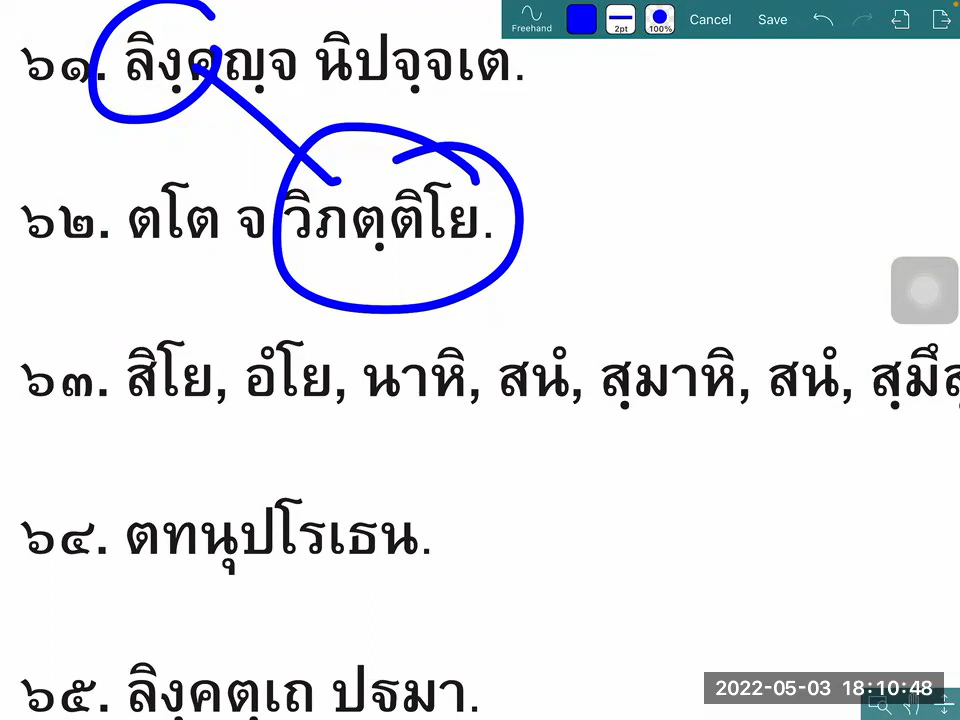 Freehand 2pt 100% Cancel Save
๖๑. ลิงฺคญฺจ นิปจฺจเต.
๖๒. ตโต จ วิภตฺติโย.
๖๓. สิโย, อํโย, นาหิ, สนํ, สฺมาหิ, สนํ, สฺมึสุ
๖๔. ตทนุปโรเธน.
๖๕. ลิงฺคตฺเถ ปฐมา.
2022-05-03 18:10:48